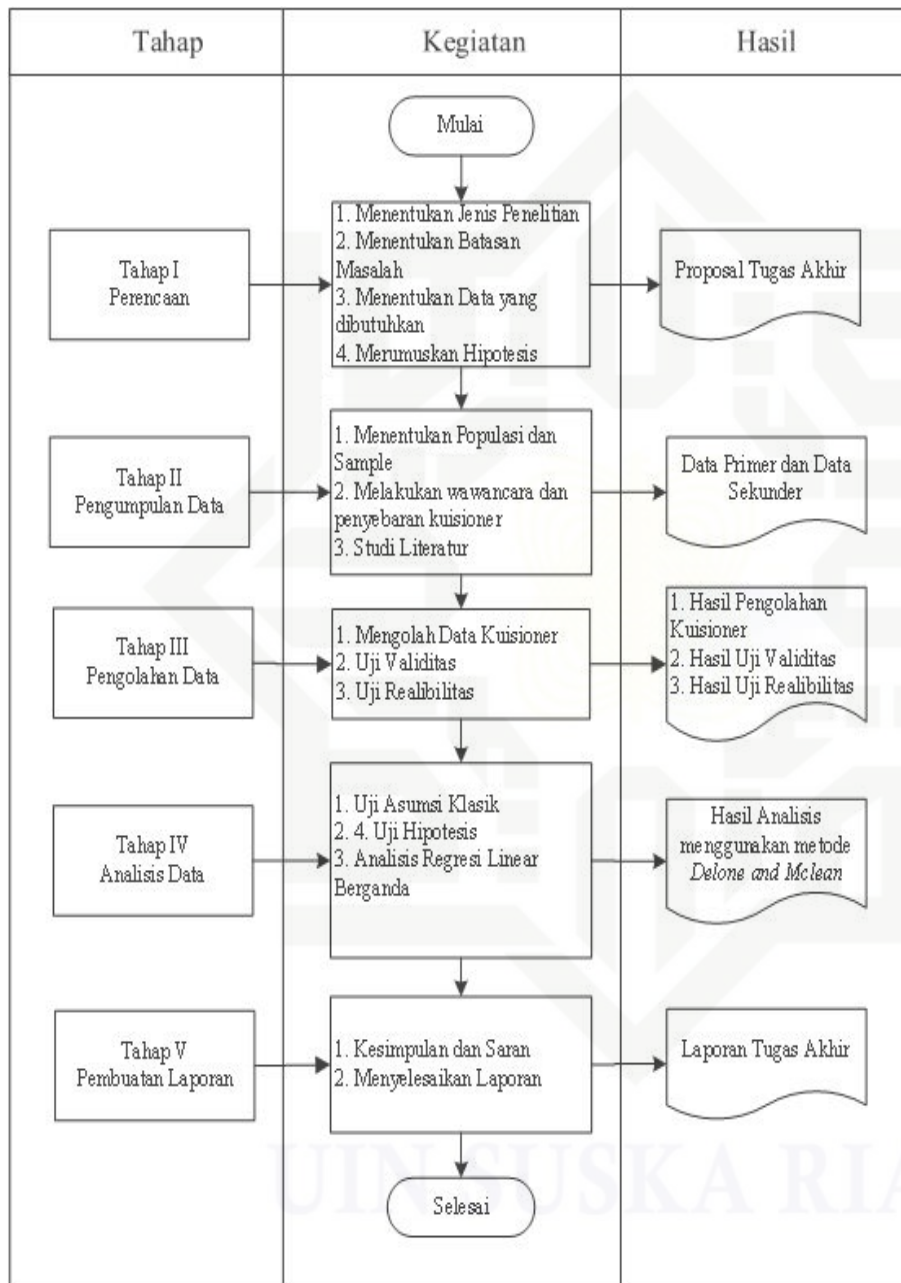 Tahap
Kegiatan
Hasil
Mulai
Tahap I
Perencaan
1. Menentukan Jenis Penelitian
2. Menentukan Batasan
Masalah
3. Menentukan Data yang
dibutuhkan
4. Merumuskan Hipotesis
Proposal Tugas Akhir
Tahap II
Pengumpulan Data
1. Menentukan Populasi dan
Sample
2. Melakukan wawancara dan
penyebaran kuisioner
3. Studi Literatur
Data Primer dan Data
Sekunder
Tahap III
Pengolahan Data
1. Mengolah Data Kuisioner
2. Uji Validitas
3. Uji Realibilitas
1. Hasil Pengolahan
Kuisioner
2. Hasil Uji Validitas
3. Hasil Uji Realibilitas
Tahap IV
Analisis Data
1. Uji Asumsi Klasik
2. 4. Uji Hipotesis
3. Analisis Regresi Linear
Berganda
Hasil Analisis
menggunakan metode
Delone and Mclean
Tahap V
Pembuatan Laporan
1. Kesimpulan dan Saran
2. Menyelesaikan Laporan
Laporan Tugas Akhir
Selesai
UIN SUSKA RIA